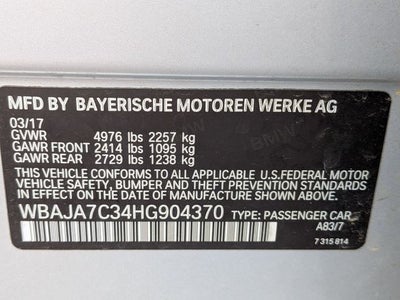 MFD BY BAYERISCHE MOTOREN WERKE AG
03/17
GVWR 4976 lbs 2257 kg
GAWR FRONT 2414 lbs 1095 kg
GAWR REAR 2729 lbs 1238 kg
THIS VEHICLE CONFORMS TO ALL APPLICABLE U.S.FEDERAL MOTOR
VEHICLE SAFETY, BUMPER AND THEFT PREVENTION STANDARDS
IN EFFECT ON THE DATE OF MANUFACTURE SHOWN ABOVE.
WBAJA7C34HG904370 TYPE: PASSENGER CAR
A83/7
7 315 814